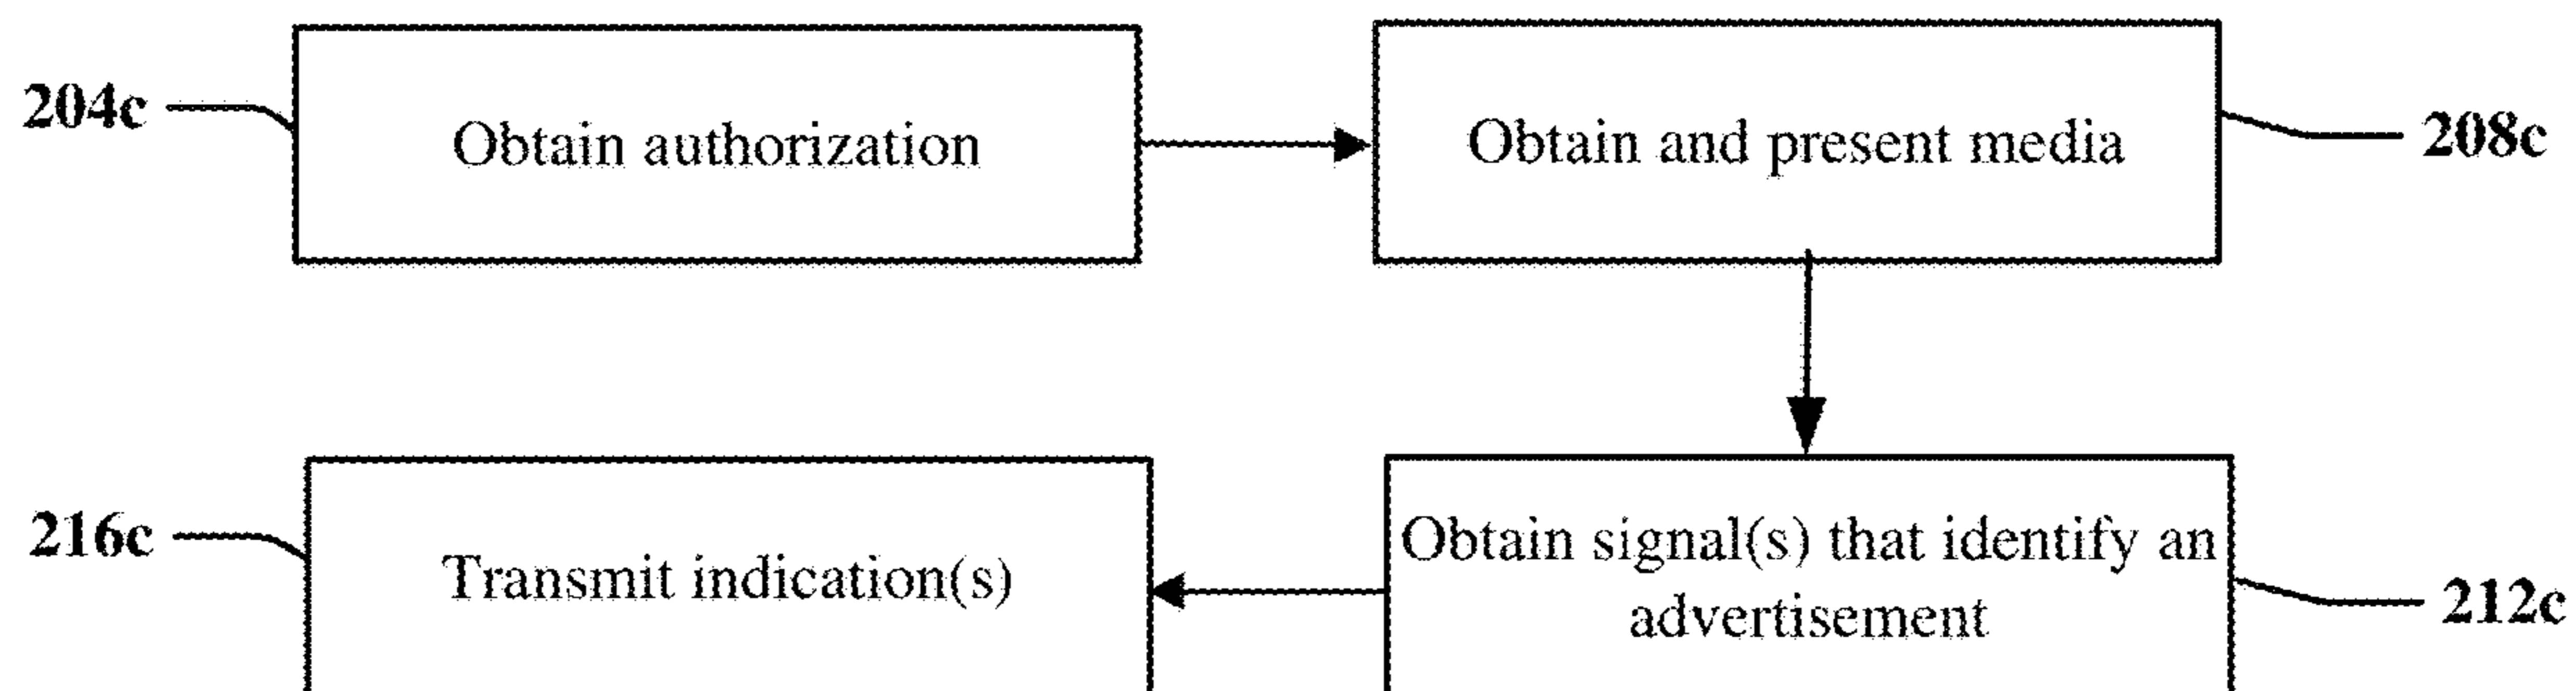 204c
Obtain authorization
Obtain and present media
208c
216c
Transmit indication(s)
Obtain signal(s) that identify an
advertisement
212c